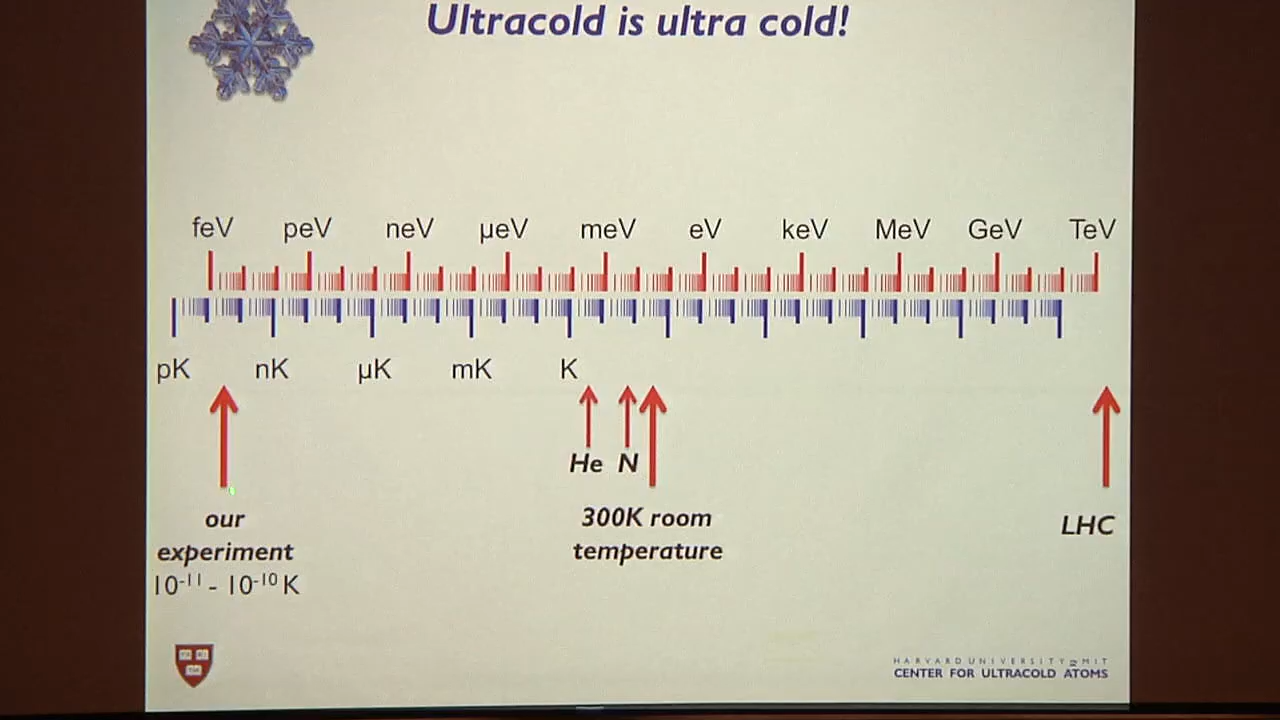 Ultracold is ultra cold!
feV peV neV µeV meV eV keV MeV GeV TeV
pK nK µK mK K
He N
our
experiment
10⁻¹¹ - 10⁻¹⁰ K
300K room
temperature
LHC
HARVARD UNIVERSITY MIT
CENTER FOR ULTRACOLD ATOMS